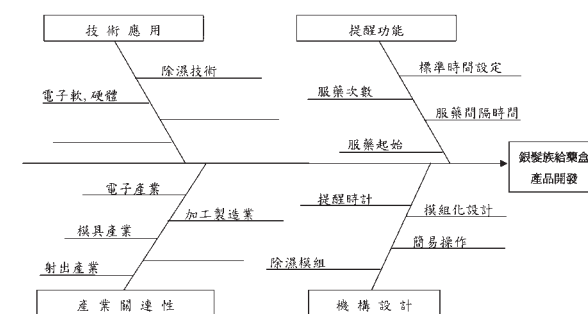 技術應用
提醒功能
除濕技術
電子軟,硬體
標準時間設定
服藥次數
服藥間隔時間
服藥起始
銀髮族給藥盒
產品開發
電子產業
加工製造業
模具產業
射出產業
提醒時計
模組化設計
簡易操作
除濕模組
產業關連性
機構設計